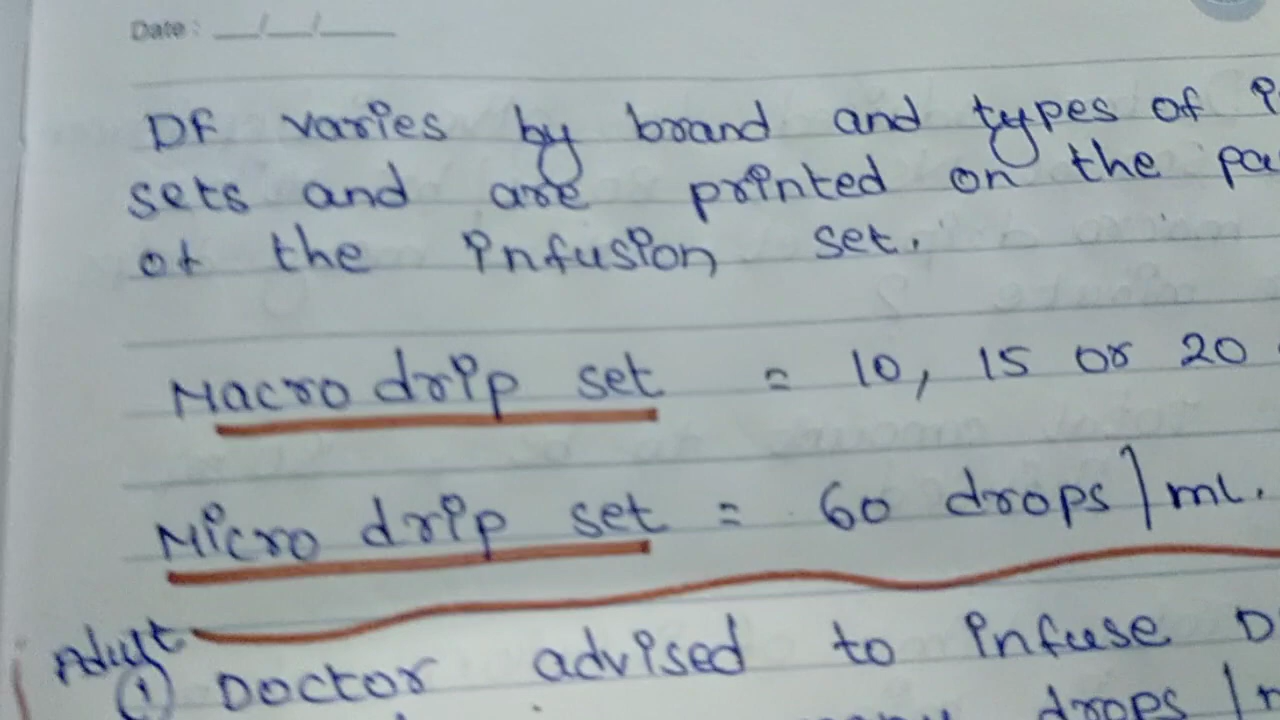 Date: __/__/____
DF varies by brand and types of
sets and are printed on the
of the infusion set.
Macro drip set = 10, 15 or 20
Micro drip set = 60 drops/ml.
Adult
(1) Doctor advised to infuse D
drops /